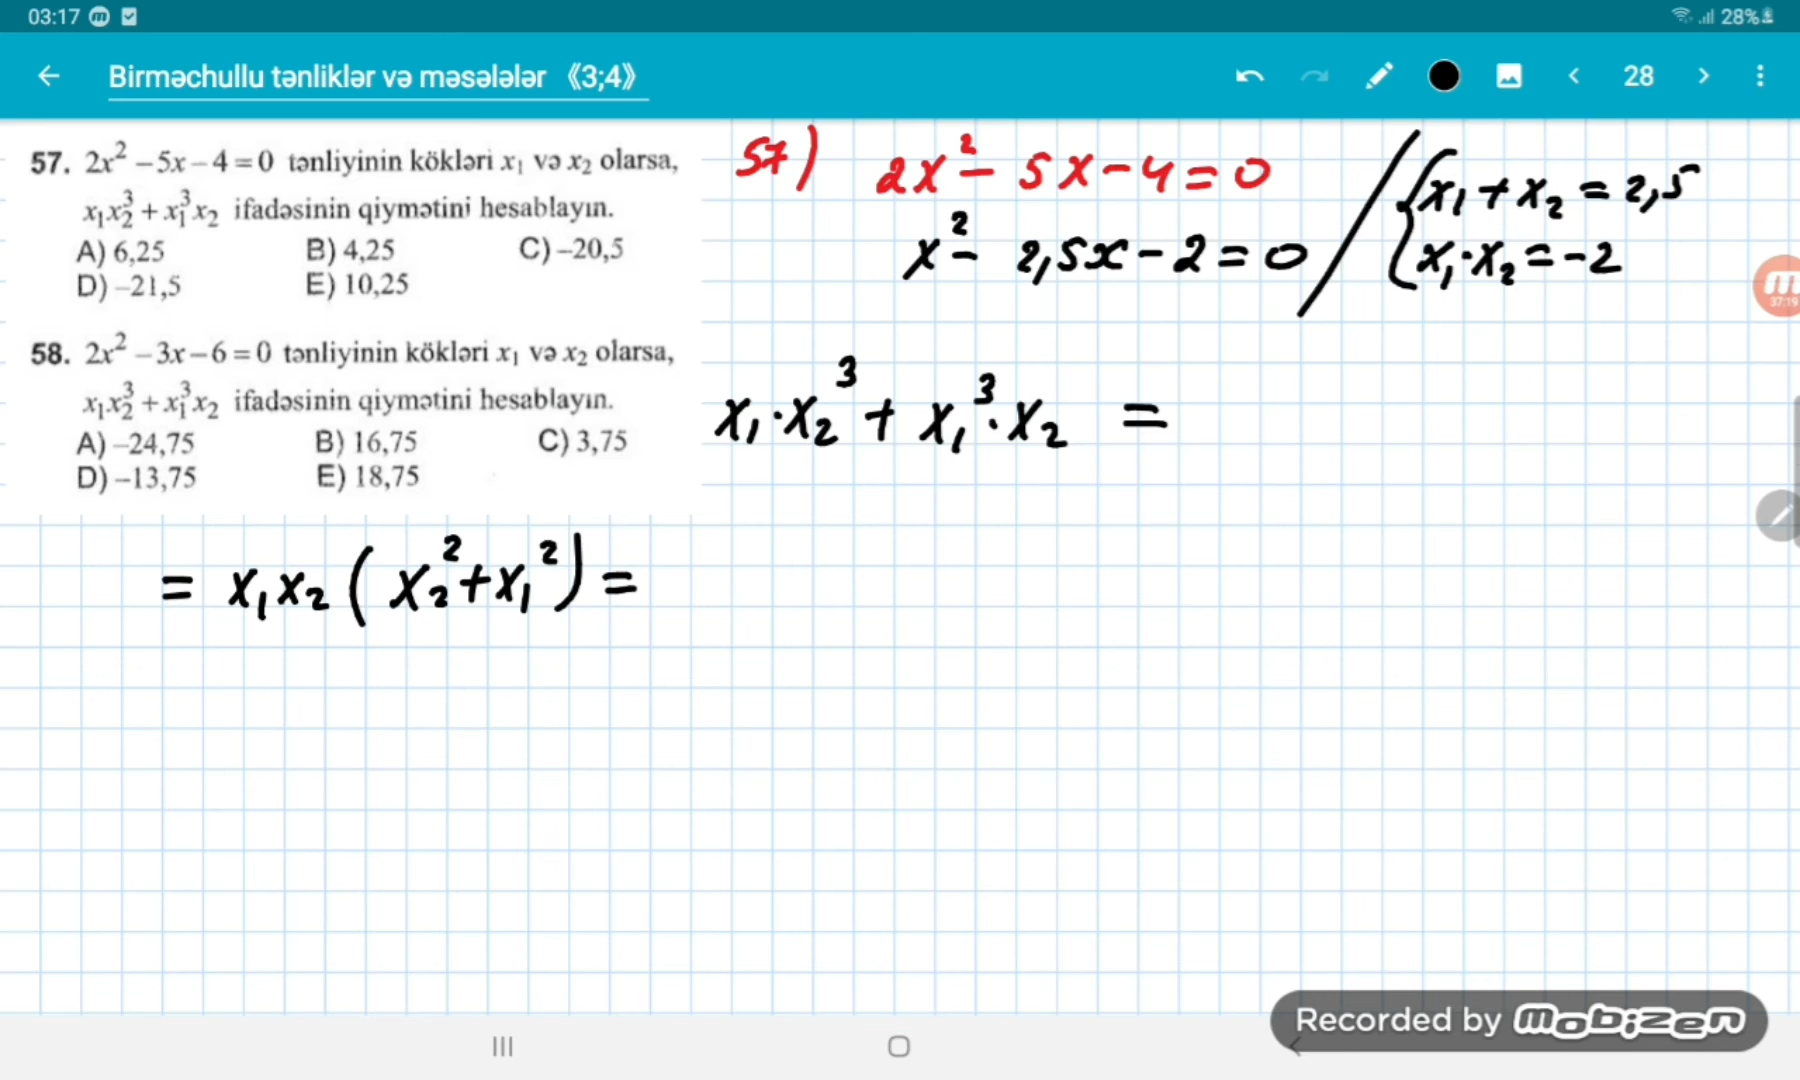 03:17
28%
Birməchullu tənliklər və məsələlər 《3;4》
28
57. 2x² – 5x – 4 = 0 tənliyinin kökləri x₁ və x₂ olarsa,
x₁x₂³ + x₁³x₂ ifadəsinin qiymətini hesablayın.
A) 6,25 B) 4,25 C) –20,5
D) –21,5 E) 10,25
58. 2x² – 3x – 6 = 0 tənliyinin kökləri x₁ və x₂ olarsa,
x₁x₂³ + x₁³x₂ ifadəsinin qiymətini hesablayın.
A) –24,75 B) 16,75 C) 3,75
D) –13,75 E) 18,75
57) 2x² – 5x – 4 = 0
x² – 2,5x – 2 = 0 /
{x₁ + x₂ = 2,5
x₁·x₂ = –2
x₁·x₂³ + x₁³·x₂ =
= x₁x₂(x₂² + x₁²) =
37:19
Recorded by Mobizen